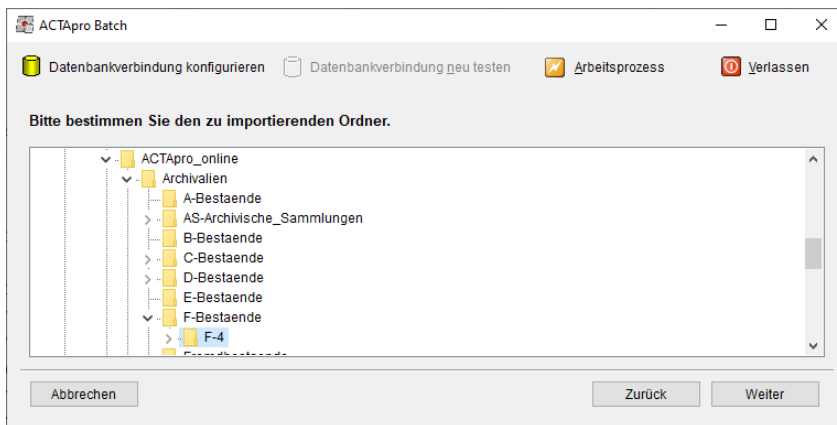 ACTApro Batch
Datenbankverbindung konfigurieren Datenbankverbindung neu testen Arbeitsprozess Verlassen
Bitte bestimmen Sie den zu importierenden Ordner.
ACTApro_online
Archivalien
A-Bestaende
AS-Archivische_Sammlungen
B-Bestaende
C-Bestaende
D-Bestaende
E-Bestaende
F-Bestaende
F-4
Fremdbestaende
Abbrechen Zurück Weiter